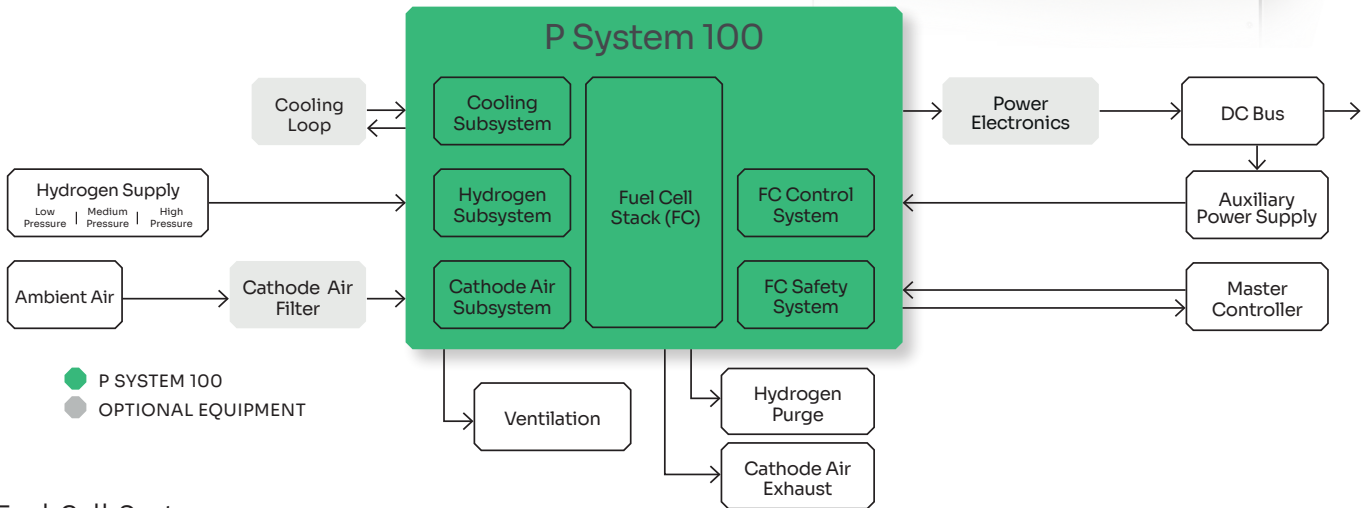 P System 100
Cooling
Loop
Cooling
Subsystem
Power
Electronics
DC Bus
Hydrogen Supply
Low
Pressure
|
Medium
Pressure
|
High
Pressure
Hydrogen
Subsystem
Fuel Cell
Stack (FC)
FC Control
System
Auxiliary
Power Supply
Ambient Air
Cathode Air
Filter
Cathode Air
Subsystem
FC Safety
System
Master
Controller
P SYSTEM 100
OPTIONAL EQUIPMENT
Ventilation
Hydrogen
Purge
Cathode Air
Exhaust